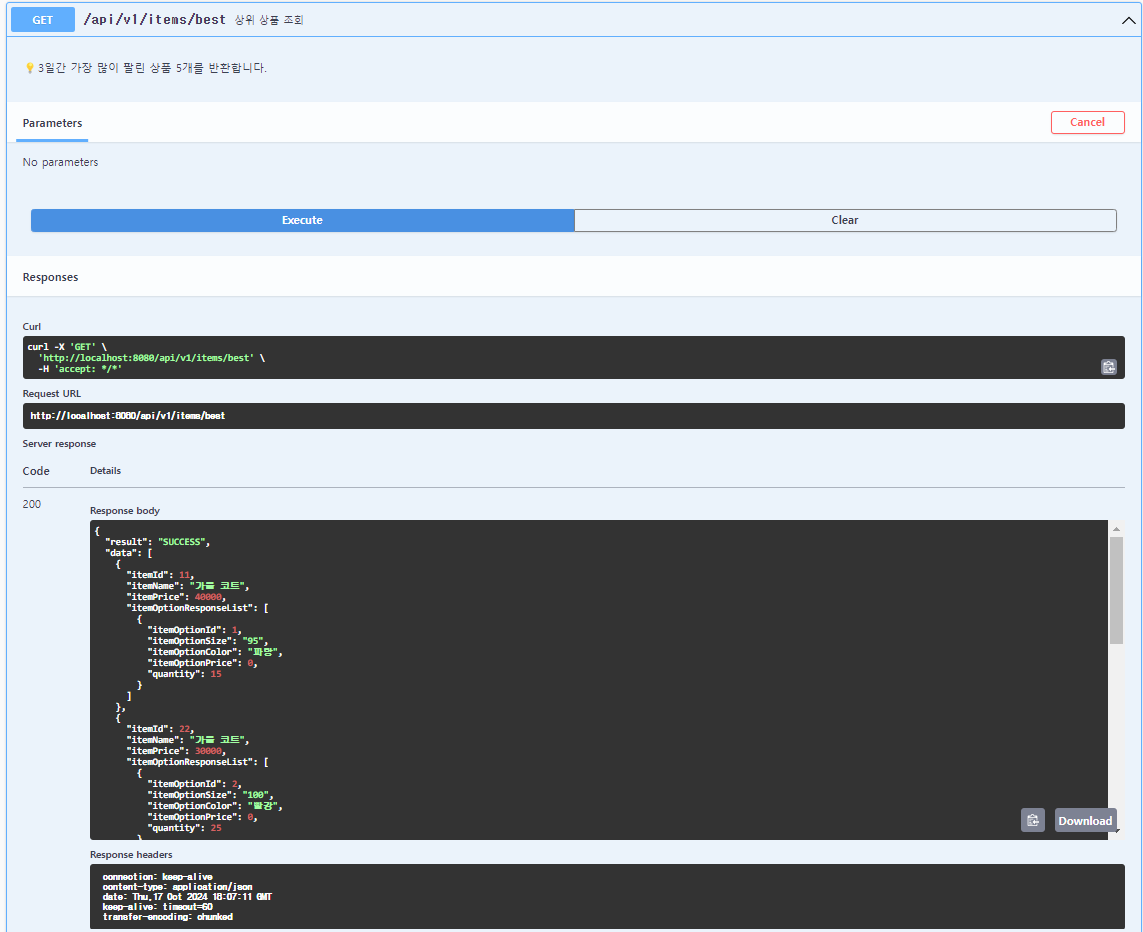 GET /api/v1/items/best 상위 상품 조회
💡 3일간 가장 많이 팔린 상품 5개를 반환합니다.
Parameters
Cancel
No parameters
Execute
Clear
Responses
Curl
curl -X 'GET' \
  'http://localhost:8080/api/v1/items/best' \
  -H 'accept: */*'
Request URL
http://localhost:8080/api/v1/items/best
Server response
Code Details
200
Response body
{
  "result": "SUCCESS",
  "data": [
    {
      "itemId": 11,
      "itemName": "가을 코트",
      "itemPrice": 40000,
      "itemOptionResponseList": [
        {
          "itemOptionId": 1,
          "itemOptionSize": "95",
          "itemOptionColor": "파랑",
          "itemOptionPrice": 0,
          "quantity": 15
        }
      ]
    },
    {
      "itemId": 22,
      "itemName": "가을 코트",
      "itemPrice": 30000,
      "itemOptionResponseList": [
        {
          "itemOptionId": 2,
          "itemOptionSize": "100",
          "itemOptionColor": "빨강",
          "itemOptionPrice": 0,
          "quantity": 25
        }
Download
Response headers
connection: keep-alive
content-type: application/json
date: Thu,17 Oct 2024 18:07:11 GMT
keep-alive: timeout=60
transfer-encoding: chunked